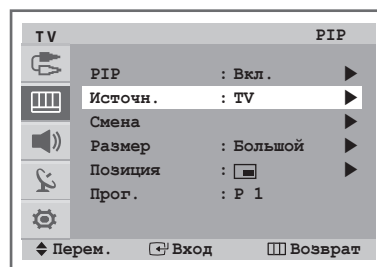 TV PIP
PIP : Вкл.
Источн. : TV
Смена
Размер : Большой
Позиция :
Прог. : P 1
Перем. Вход Возврат